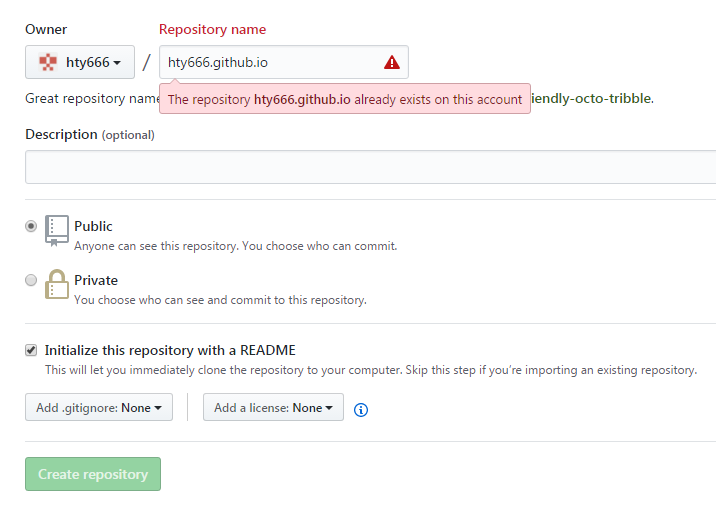 Owner Repository name
hty666 / hty666.github.io
The repository hty666.github.io already exists on this account
Great repository iendly-octo-tribble.
Description (optional)
Public
Anyone can see this repository. You choose who can commit.
Private
You choose who can see and commit to this repository.
Initialize this repository with a README
This will let you immediately clone the repository to your computer. Skip this step if you’re importing an existing repository.
Add .gitignore: None Add a license: None
Create repository